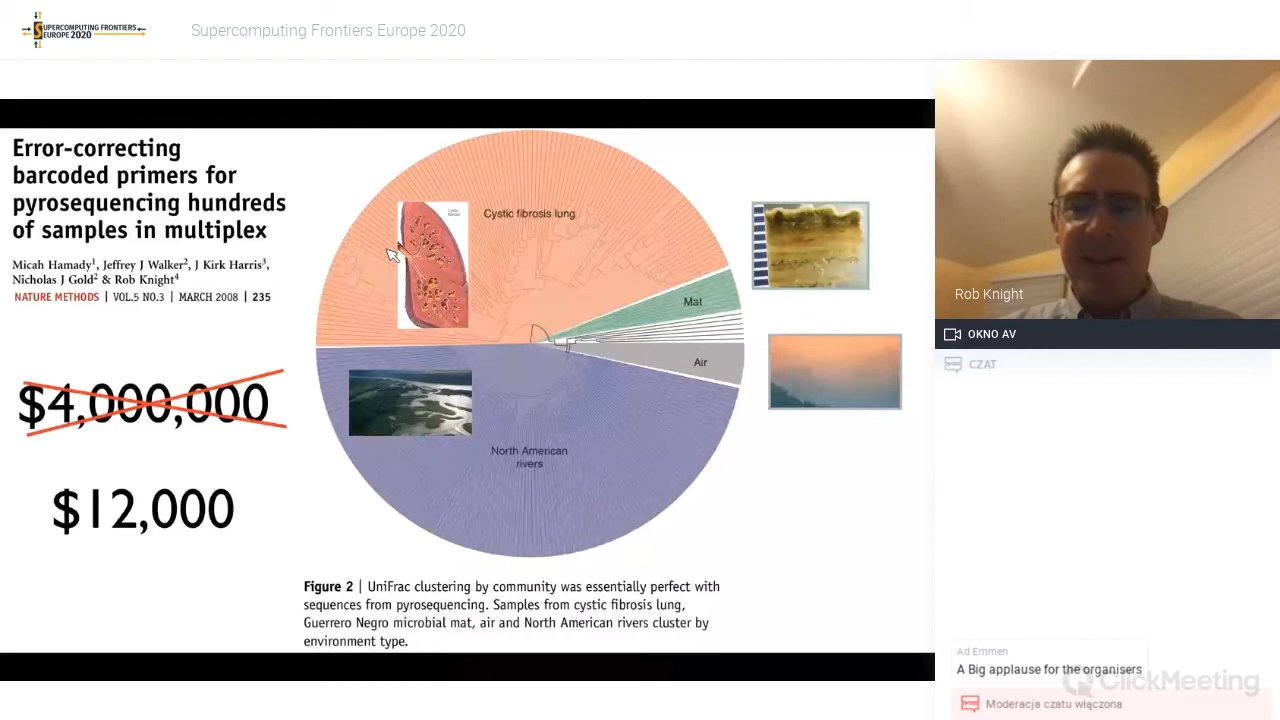 SUPERCOMPUTING FRONTIERS
EUROPE 2020
Supercomputing Frontiers Europe 2020
Error-correcting
barcoded primers for
pyrosequencing hundreds
of samples in multiplex
Micah Hamady1, Jeffrey J Walker2, J Kirk Harris3,
Nicholas J Gold2 & Rob Knight4
NATURE METHODS | VOL.5 NO.3 | MARCH 2008 | 235
$4,000,000
$12,000
Cystic fibrosis lung
Mat
Air
North American
rivers
Figure 2 | UniFrac clustering by community was essentially perfect with
sequences from pyrosequencing. Samples from cystic fibrosis lung,
Guerrero Negro microbial mat, air and North American rivers cluster by
environment type.
Rob Knight
OKNO AV
CZAT
Ad Emmen
A Big applause for the organisers
ClickMeeting
Moderacja czatu włączona